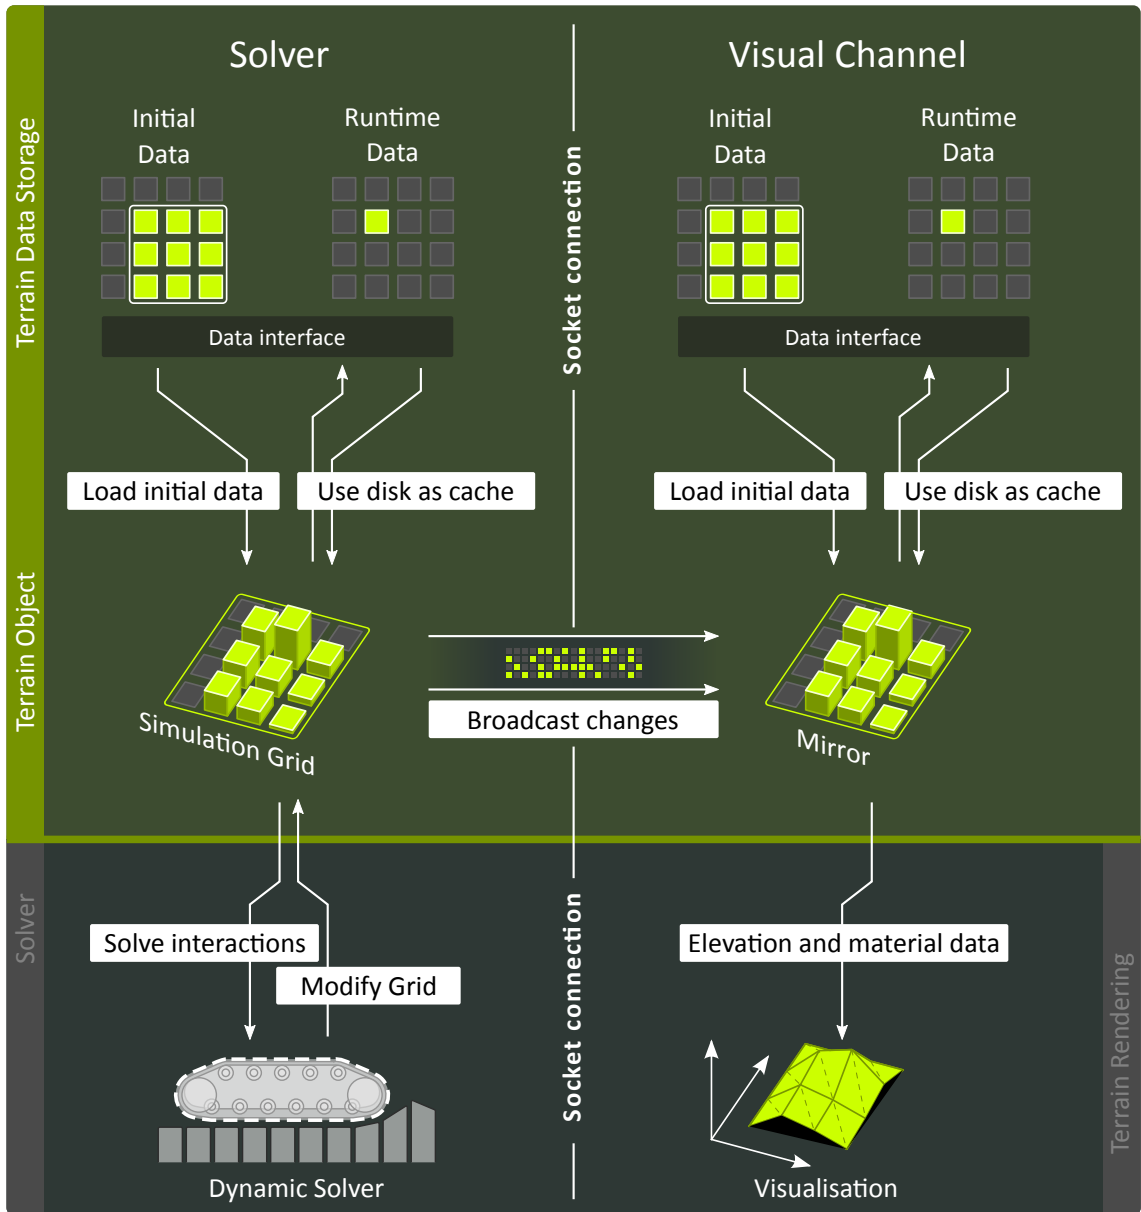 Solver
Visual Channel
Terrain Data Storage
Initial
Data
Runtime
Data
Socket connection
Initial
Data
Runtime
Data
Data interface
Data interface
Load initial data
Use disk as cache
Load initial data
Use disk as cache
Terrain Object
Simulation Grid
Broadcast changes
Mirror
Solver
Solve interactions
Modify Grid
Socket connection
Elevation and material data
Terrain Rendering
Dynamic Solver
Visualisation